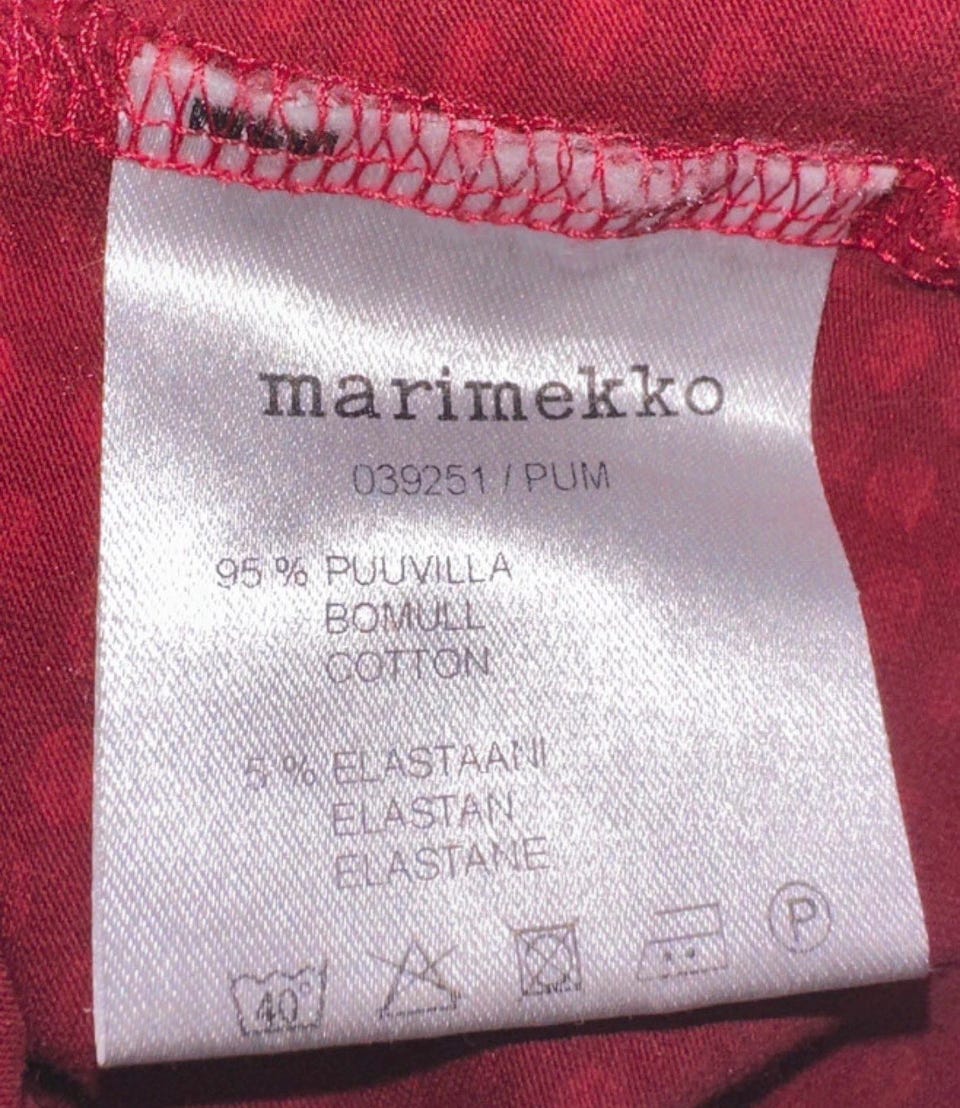 marimekko
039251 / PUM
95 % PUUVILLA
BOMULL
COTTON
5 % ELASTAANI
ELASTAN
ELASTANE
40° P